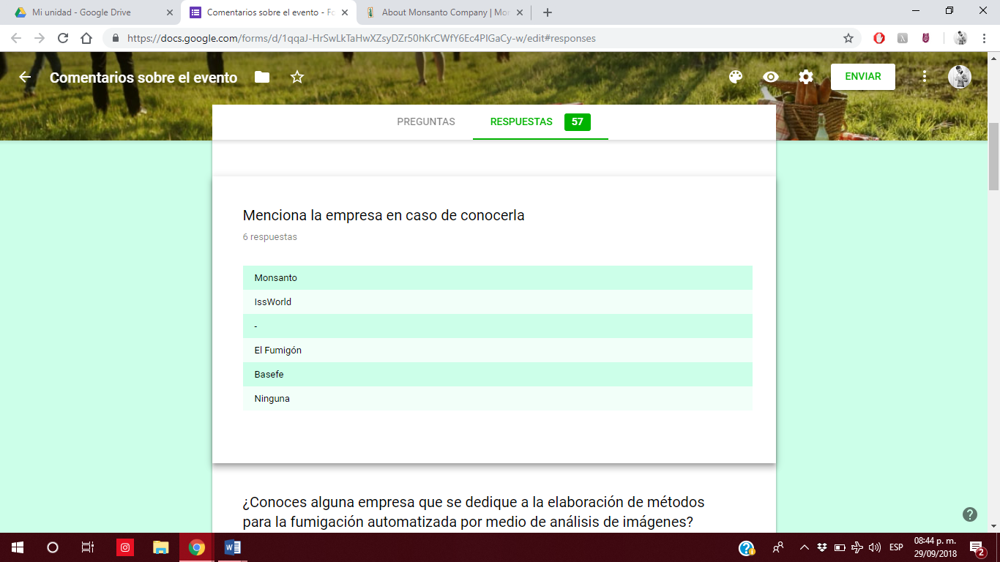 Mi unidad - Google Drive
Comentarios sobre el evento - Fo
About Monsanto Company | Mon
https://docs.google.com/forms/d/1qqaJ-HrSwLkTaHwXZsyDZr50hKrCWfY6Ec4PIGaCy-w/edit#responses
Comentarios sobre el evento
ENVIAR
PREGUNTAS
RESPUESTAS
57
Menciona la empresa en caso de conocerla
6 respuestas
Monsanto
IssWorld
-
El Fumigón
Basefe
Ninguna
¿Conoces alguna empresa que se dedique a la elaboración de métodos
para la fumigación automatizada por medio de análisis de imágenes?
ESP
08:44 p. m.
29/09/2018
2